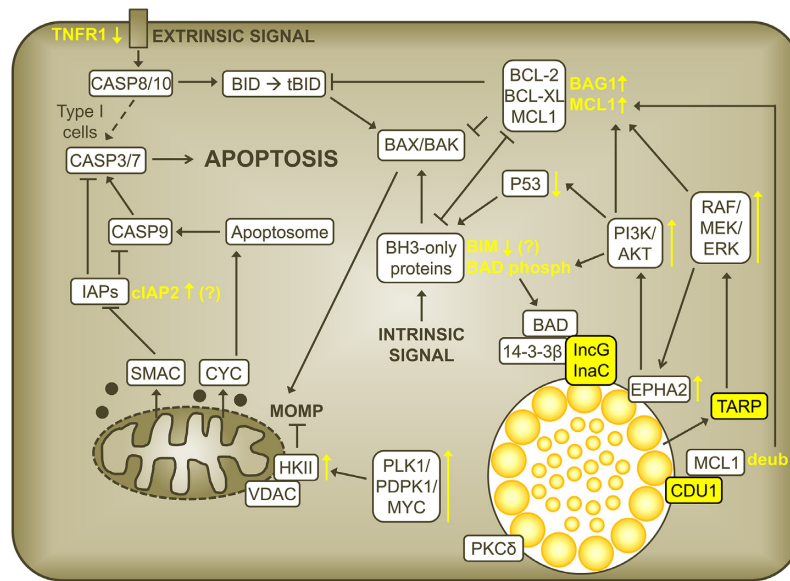 TNFR1 ↓
EXTRINSIC SIGNAL
CASP8/10
BID → tBID
BCL-2
BCL-XL
MCL1
BAG1↑
MCL1↑
Type I
cells
CASP3/7
APOPTOSIS
BAX/BAK
P53 ↓
CASP9
Apoptosome
BH3-only
proteins
BIM ↓ (?)
BAD phosph
PI3K/
AKT
RAF/
MEK/
ERK
IAPs
cIAP2 ↑ (?)
INTRINSIC
SIGNAL
BAD
14-3-3β
IncG
InaC
SMAC
CYC
EPHA2
TARP
MOMP
HKII
VDAC
PLK1/
PDPK1/
MYC
MCL1
deub
CDU1
PKCδ